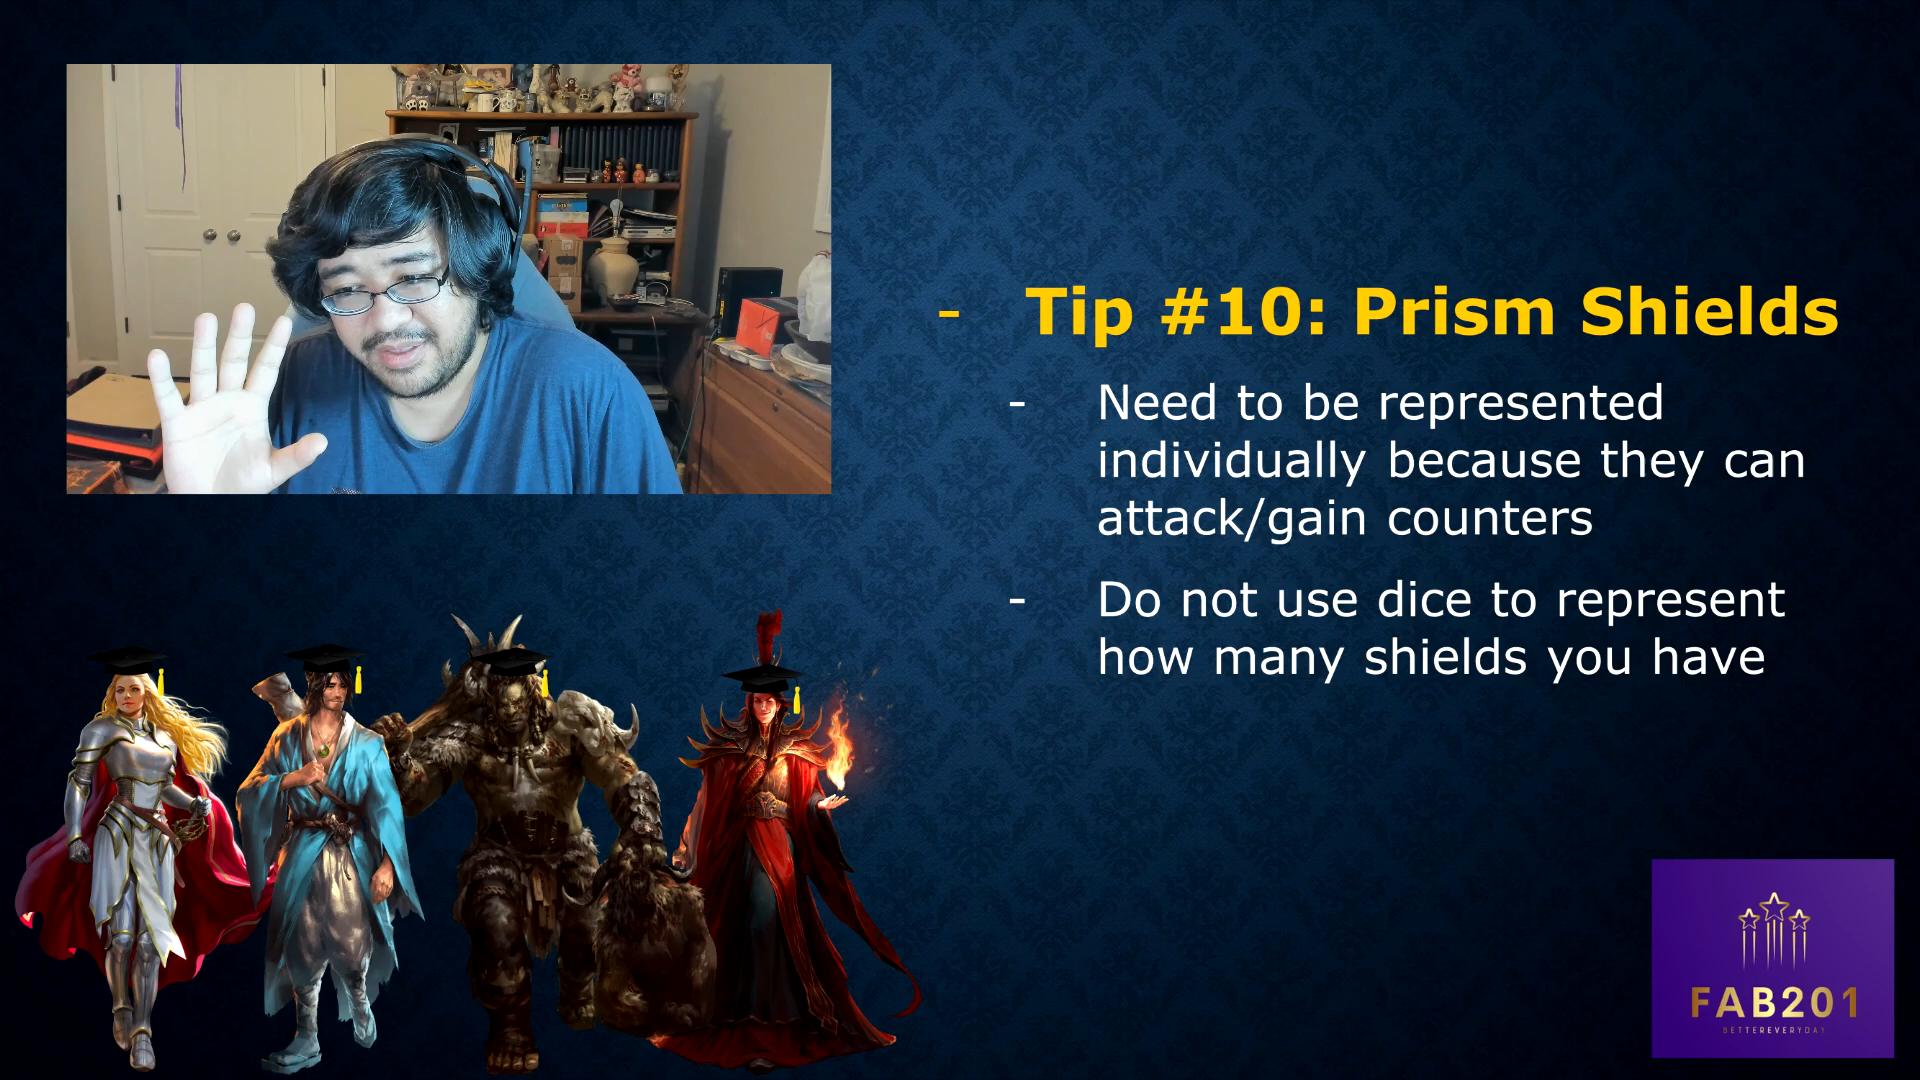 - Tip #10: Prism Shields
- Need to be represented
individually because they can
attack/gain counters
- Do not use dice to represent
how many shields you have
FAB201
BETTEREVERYDAY